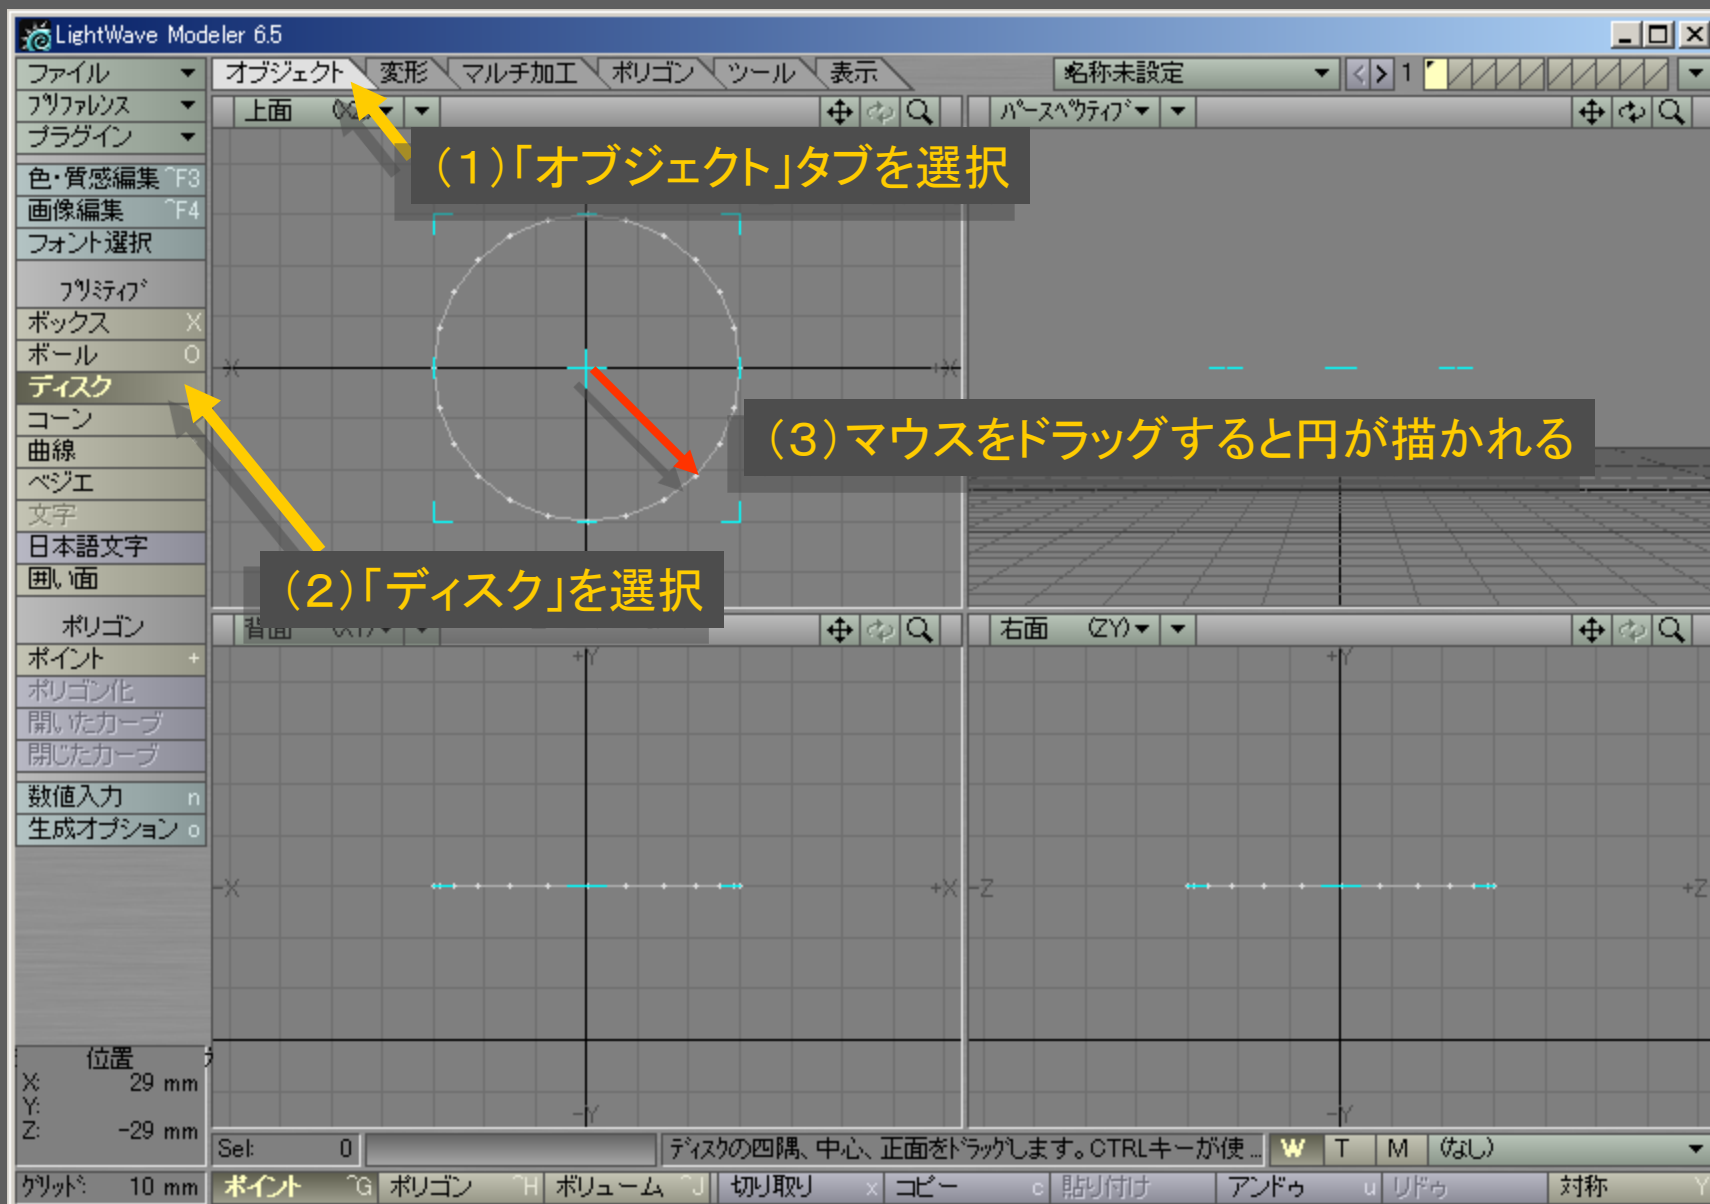 LightWave Modeler 6.5
ファイル
オブジェクト 変形 マルチ加工 ポリゴン ツール 表示
名称未設定
1
プリファレンス
上面
パースペクティブ
プラグイン
(1)「オブジェクト」タブを選択
色・質感編集 ^F3
画像編集 ^F4
フォント選択
プリミティブ
ボックス X
ボール O
-X +X
ディスク
コーン
(3)マウスをドラッグすると円が描かれる
曲線
ベジエ
文字
日本語文字
囲い面
(2)「ディスク」を選択
ポリゴン
背面 (XY)
右面 (ZY)
ポイント +
+Y +Y
ポリゴン化
開いたカーブ
閉じたカーブ
数値入力 n
生成オプション o
-X +X -Z +Z
位置
X: 29 mm
Y:
Z: -29 mm
-Y -Y
Sel: 0
ディスクの四隅、中心、正面をドラッグします。CTRLキーが使...
W T M (なし)
グリッド: 10 mm
ポイント ^G ポリゴン ^H ボリューム ^J 切り取り x コピー c 貼り付け アンドゥ u リドゥ 対称 Y